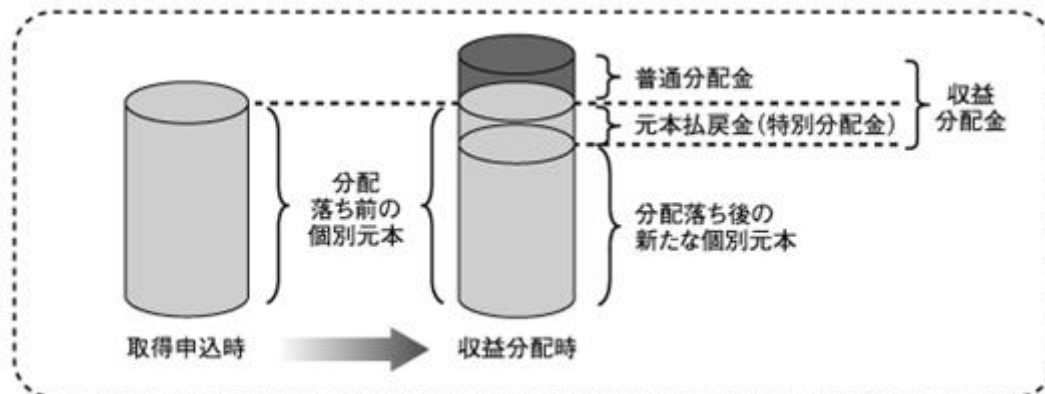 普通分配金
収益
分配金
元本払戻金(特別分配金)
分配
落ち前の
個別元本
分配落ち後の
新たな個別元本
取得申込時
収益分配時